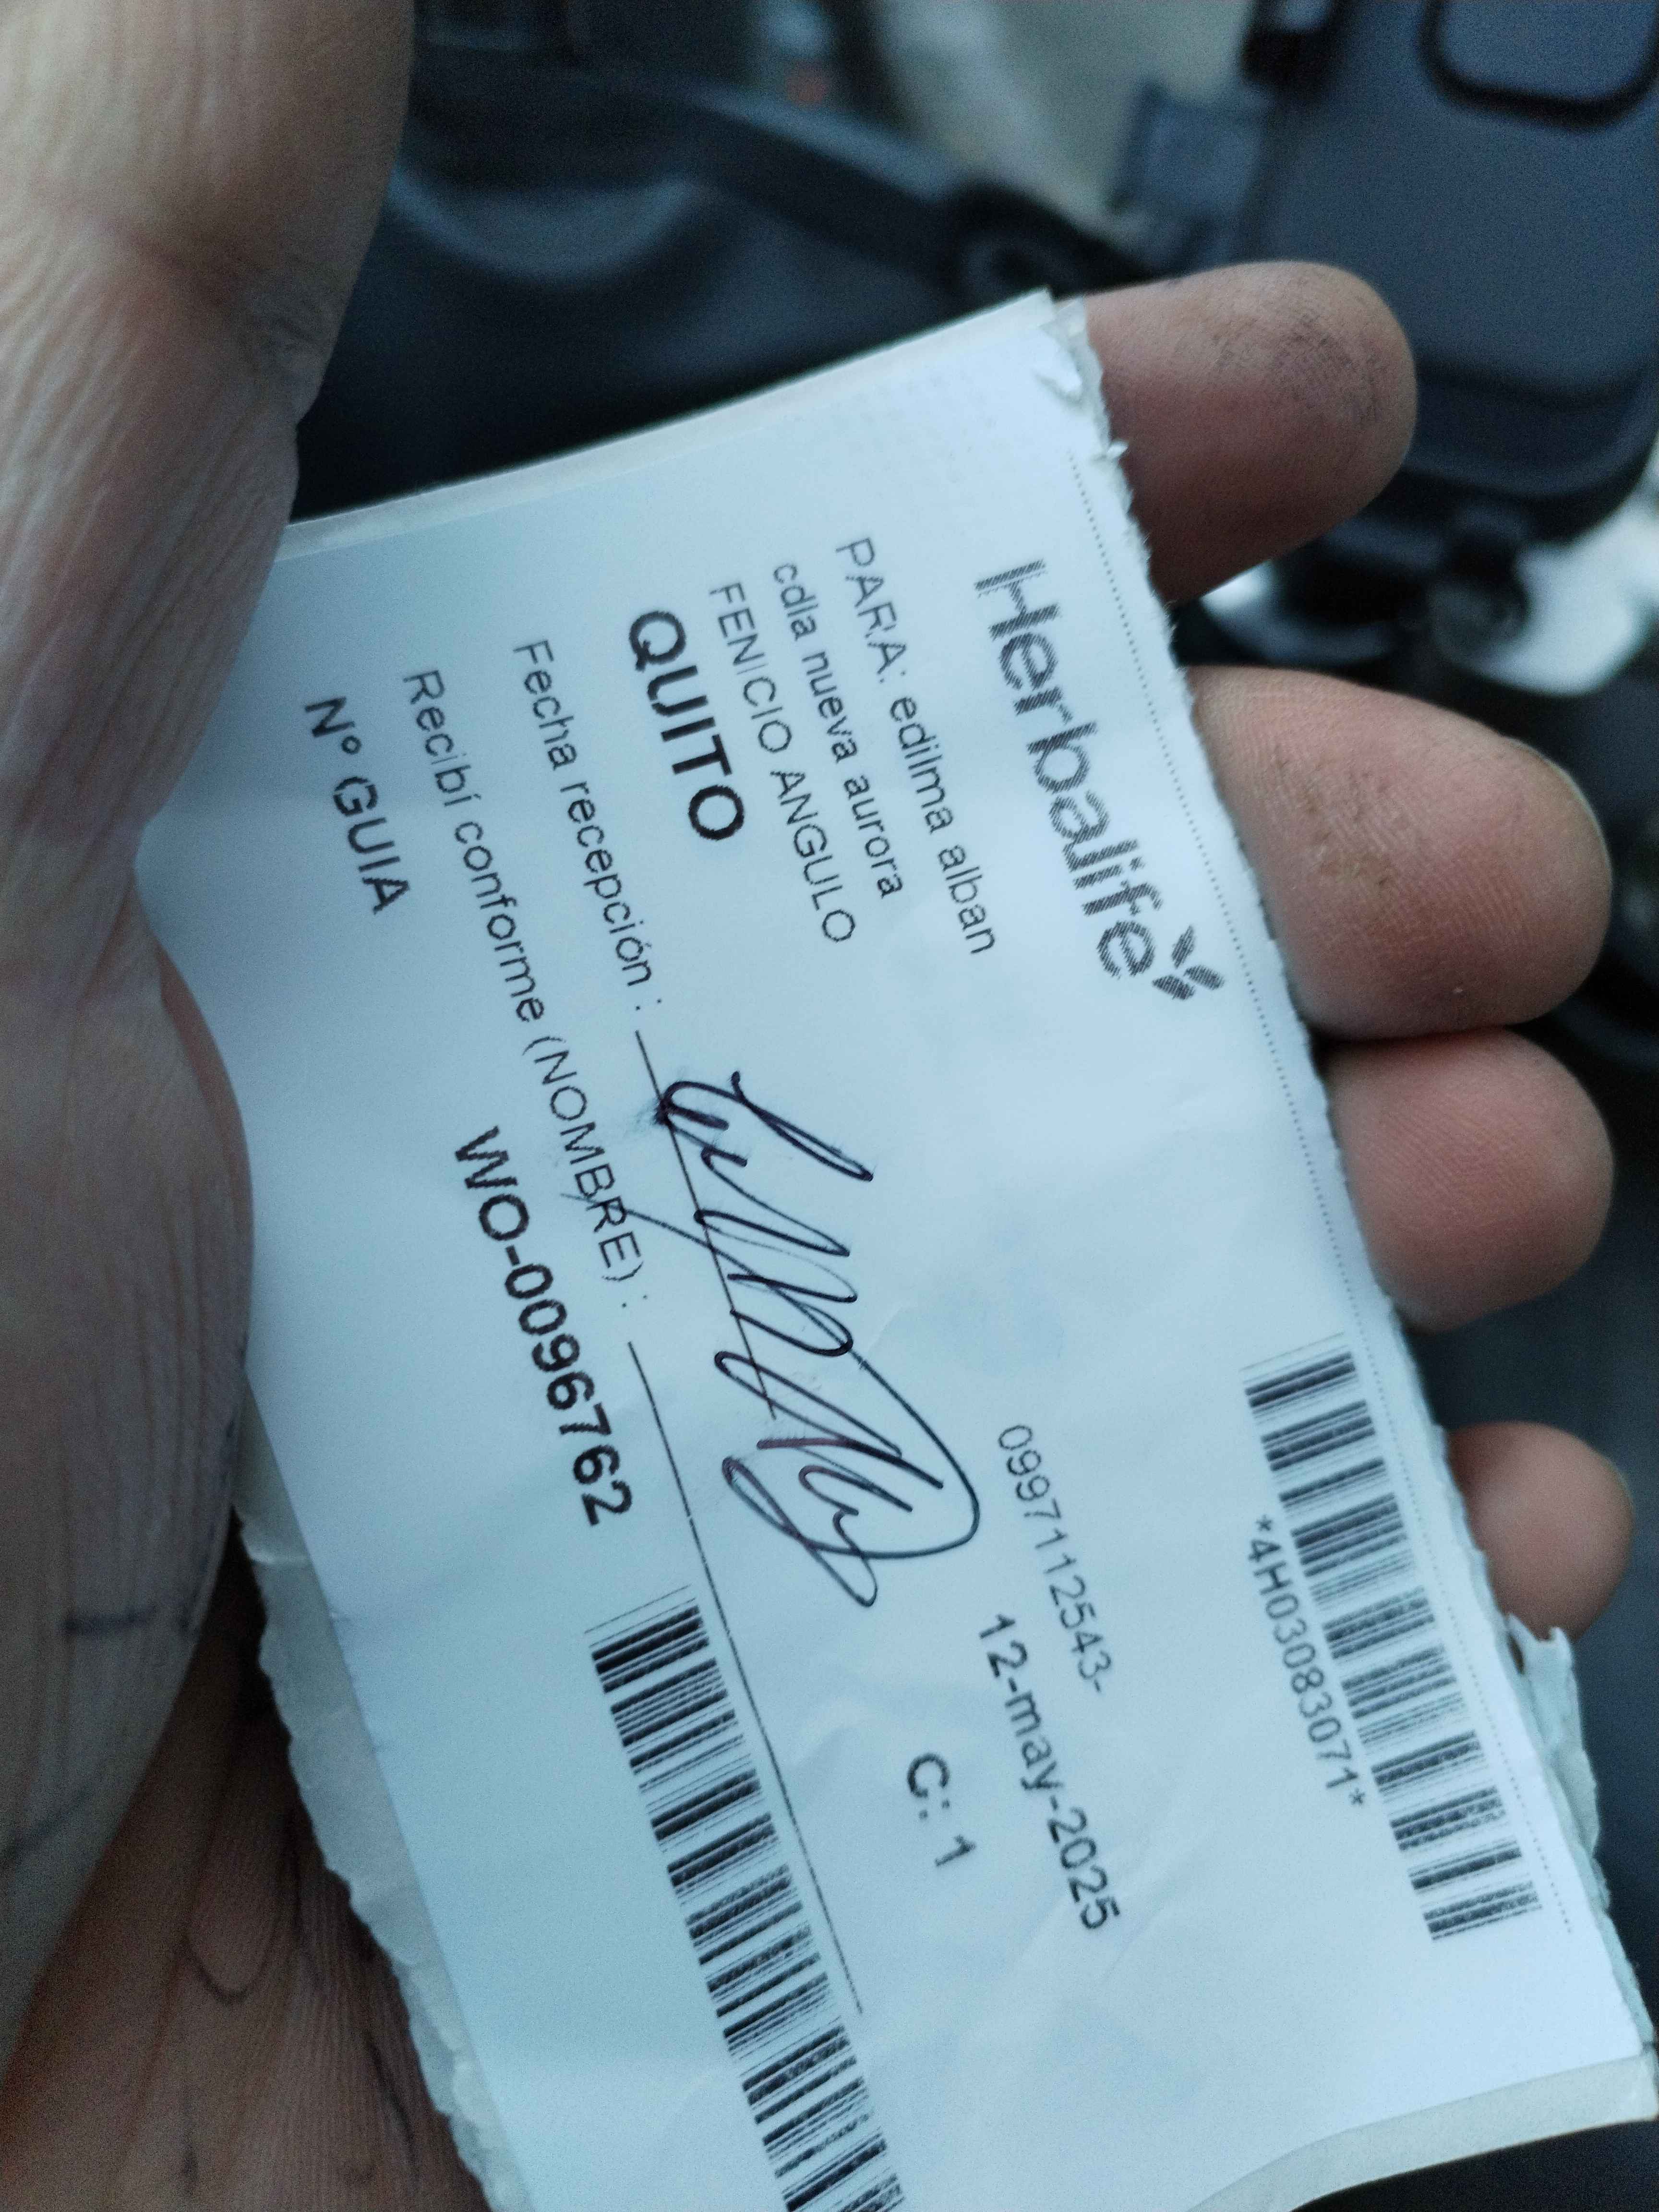 Herbalife
*4H03083071*
PARA: edilma alban
0997112543-
cdla nueva aurora
12-may-2025
FENICIO ANGULO
QUITO
C: 1
Fecha recepción :
Recibí conforme (NOMBRE) :
Nº GUIA
WO-0096762